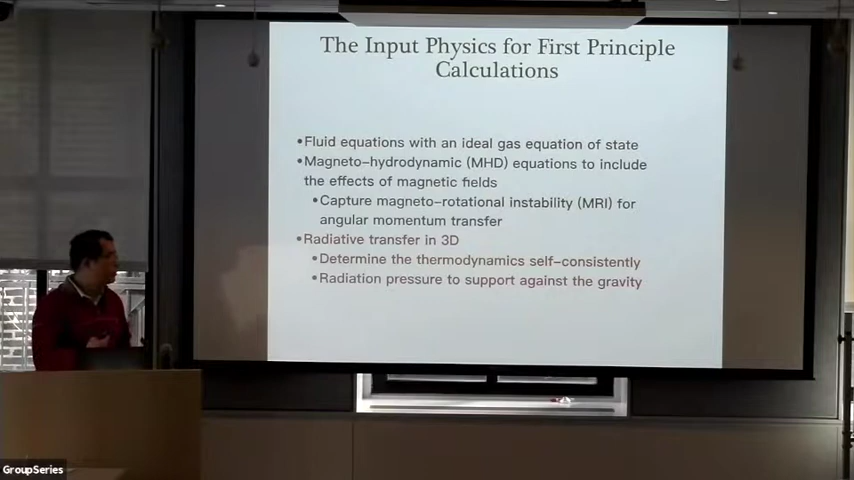 The Input Physics for First Principle
Calculations
•Fluid equations with an ideal gas equation of state
•Magneto-hydrodynamic (MHD) equations to include
the effects of magnetic fields
•Capture magneto-rotational instability (MRI) for
angular momentum transfer
•Radiative transfer in 3D
•Determine the thermodynamics self-consistently
•Radiation pressure to support against the gravity
GroupSeries